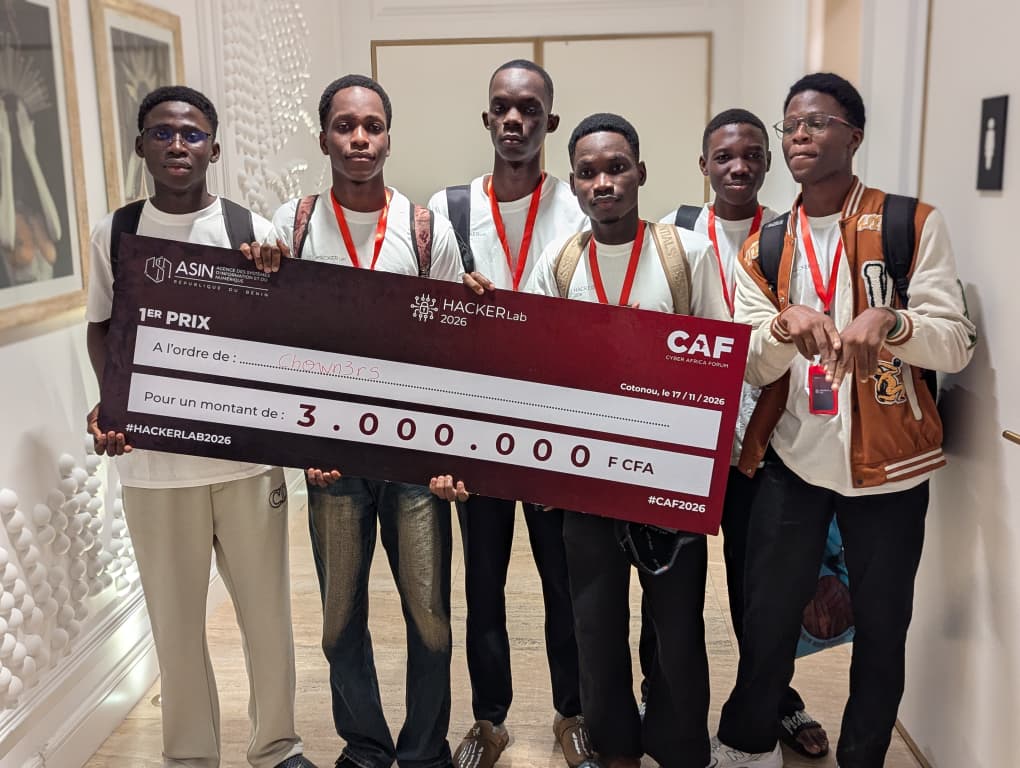 ASIN
AGENCE DES SYSTÈMES
D'INFORMATION ET DU
NUMÉRIQUE
RÉPUBLIQUE DU BÉNIN
HACKERLab
2026
CAF
CYBER AFRICA FORUM
1ER PRIX
A l'ordre de : Chown3rs
Cotonou, le 17 / 11 / 2026
Pour un montant de : 3.000.000 F CFA
#HACKERLAB2026
#CAF2026